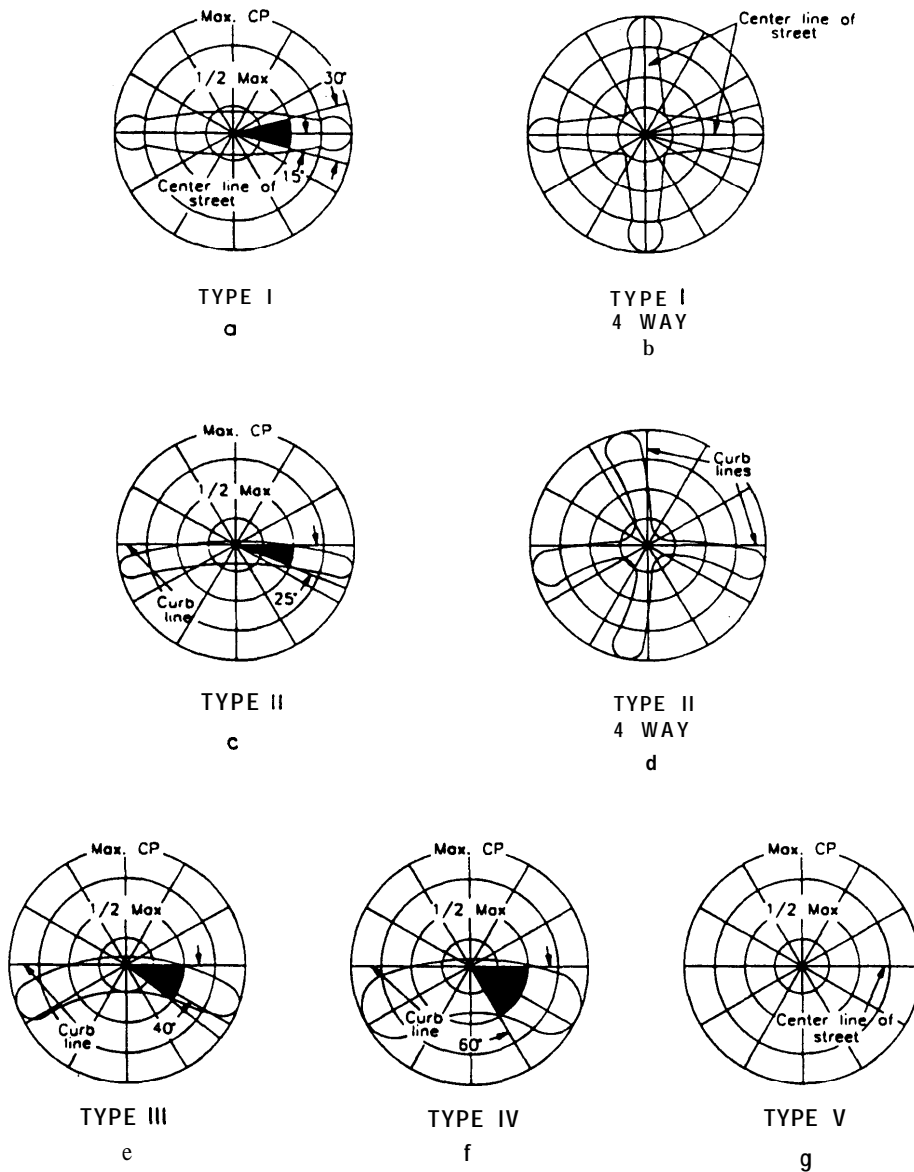 Max. CP
1/2 Max
30°
15°
Center line of
street
TYPE I
a
Center line of
street
TYPE I
4 WAY
b
Max. CP
1/2 Max
25°
Curb
line
TYPE II
c
Curb
lines
TYPE II
4 WAY
d
Max. CP
1/2 Max
40°
Curb
line
TYPE III
e
Max. CP
1/2 Max
Curb
line
60°
TYPE IV
f
Max. CP
1/2 Max
Center line of
street
TYPE V
g